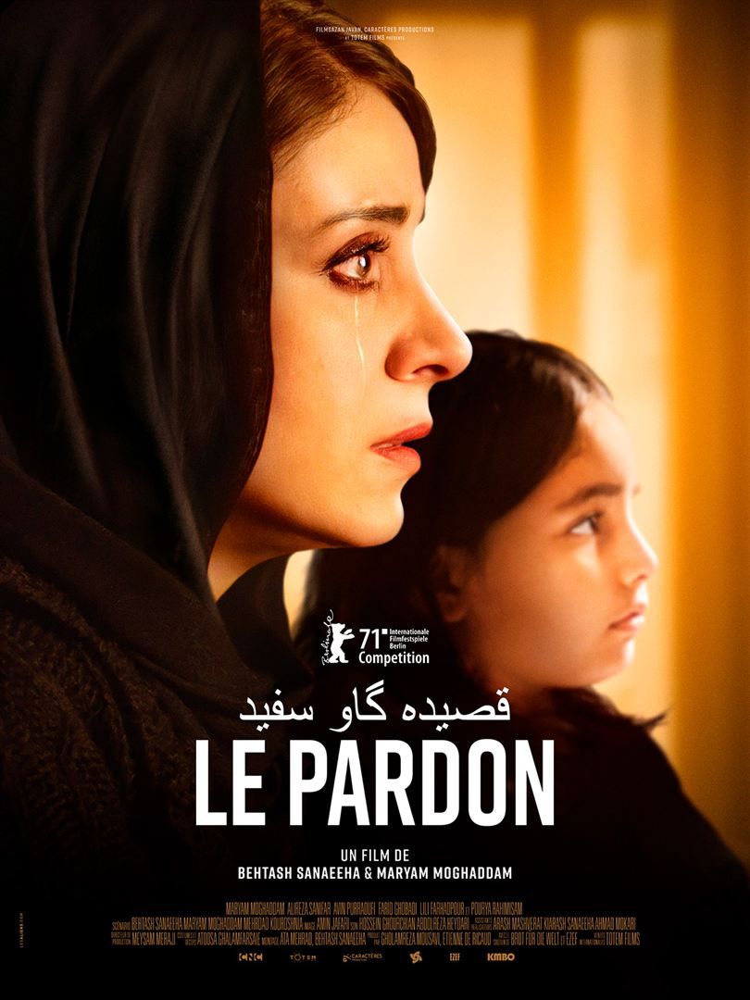 FILMSAZAN JAVAN, CARACTÈRES PRODUCTIONS
ET TOTEM FILMS PRÉSENTE
Berlinale
71 Internationale
Filmfestspiele
Berlin
Competition
قصیده گاو سفید
LE PARDON
UN FILM DE
BEHTASH SANAEEHA & MARYAM MOGHADDAM
MARYAM MOGHADDAM ALIREZA SANIFAR AVIN PURRAOUFI FARID GHOBADI LILI FARHADPOUR ET POURYA RAHIMISAM
SCÉNARIO BEHTASH SANAEEHA MARYAM MOGHADDAM MEHRDAD KOUROSHNIA IMAGE AMIN JAFARI SON HOSSEIN GHOURCHIAN ABDOLREZA HEYDARI ASSISTANTS RÉALISATEURS ARASH MASHVERAT KIARASH SANAEEHA AHMAD MOKARI
DIRECTEUR DE PRODUCTION MEYSAM MERAJI COSTUMES ET DÉCORS ATOOSA GHALAMFARSAIE MONTAGE ATA MEHRAD, BEHTASH SANAEEHA PRODUIT PAR GHOLAMREZA MOUSAVI, ETIENNE DE RICAUD AVEC LE SOUTIEN DE BROT FÜR DIE WELT ET EZEF VENTES INTERNATIONALES TOTEM FILMS
CNC TOTEM CARACTÈRES PRODUCTIONS EZEF KMBO